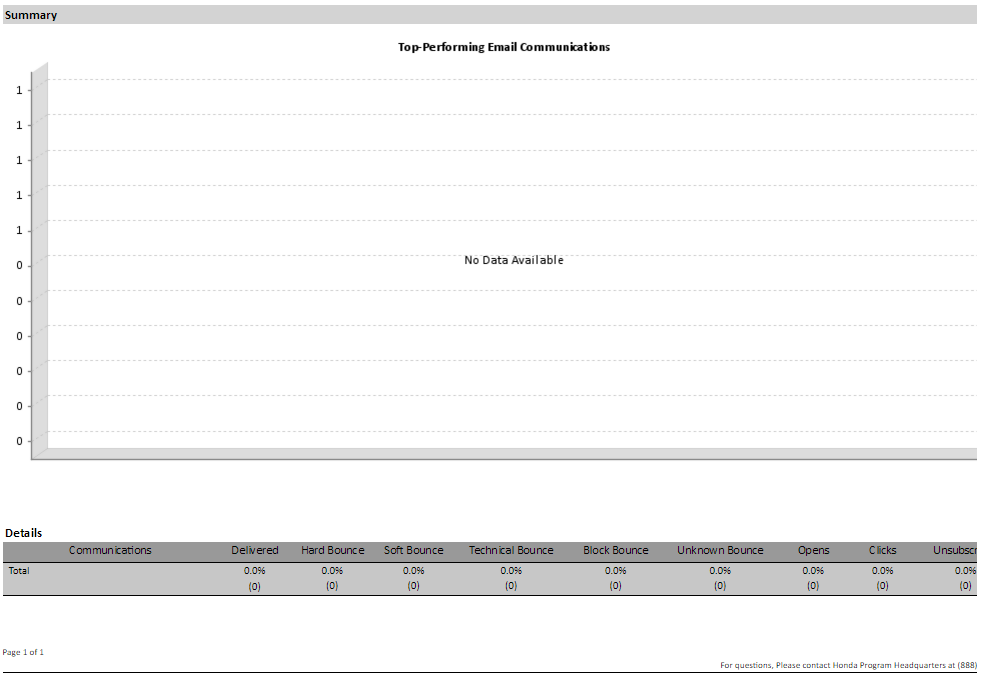 Summary
Top-Performing Email Communications
1
1
1
1
1
0
No Data Available
0
0
0
0
0
Details
Communications Delivered Hard Bounce Soft Bounce Technical Bounce Block Bounce Unknown Bounce Opens Clicks Unsubscr
Total 0.0% 0.0% 0.0% 0.0% 0.0% 0.0% 0.0% 0.0% 0.0%
(0) (0) (0) (0) (0) (0) (0) (0) (0)
Page 1 of 1
For questions, Please contact Honda Program Headquarters at (888)